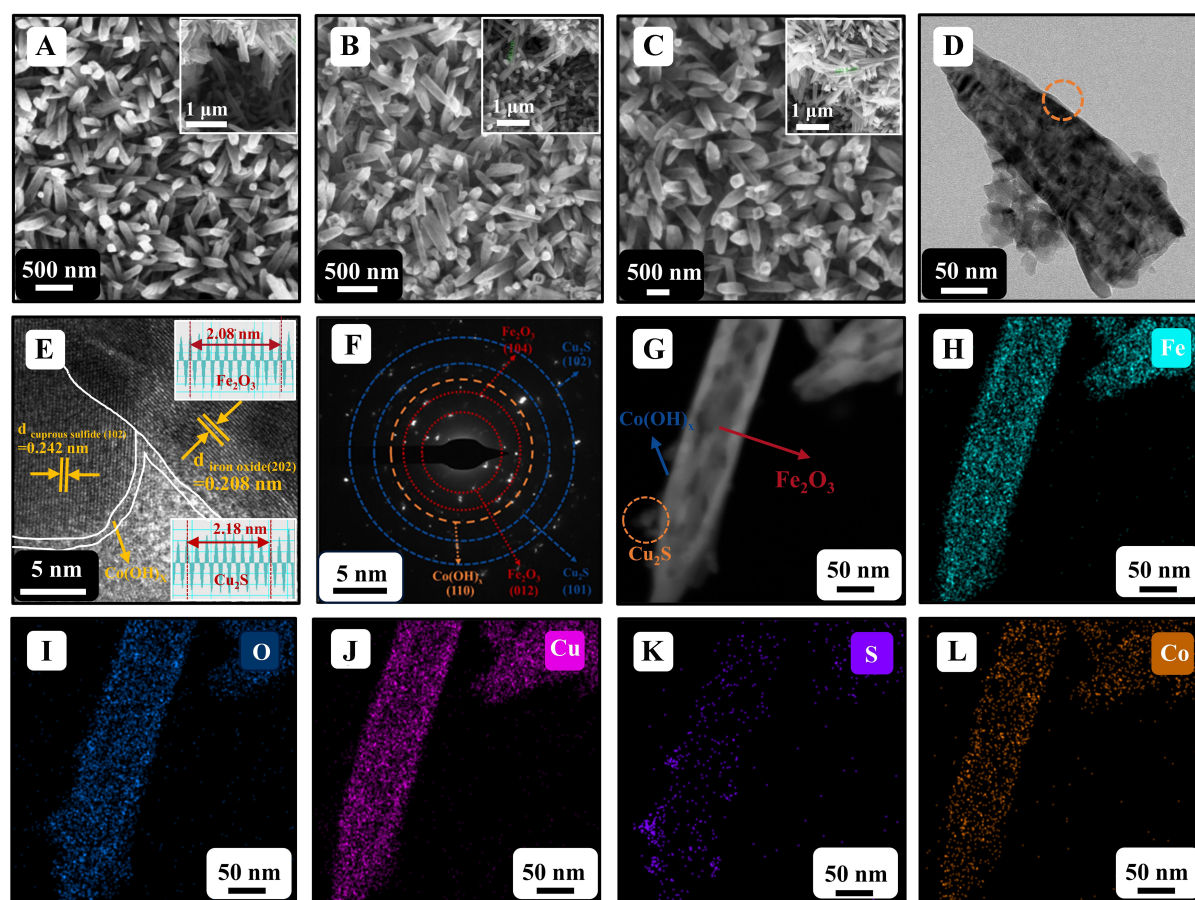 A
1 μm
500 nm
B
1 μm
500 nm
C
1 μm
500 nm
D
50 nm
E
2.08 nm
Fe₂O₃
d cuprous sulfide (102)
=0.242 nm
d iron oxide(202)
=0.208 nm
2.18 nm
Cu₂S
Co(OH)ₓ
5 nm
F
Fe₂O₃
(104)
Cu₂S
(102)
5 nm
Co(OH)ₓ
(110)
Fe₂O₃
(012)
Cu₂S
(101)
G
Co(OH)ₓ
Fe₂O₃
Cu₂S
50 nm
H
Fe
50 nm
I
O
50 nm
J
Cu
50 nm
K
S
50 nm
L
Co
50 nm